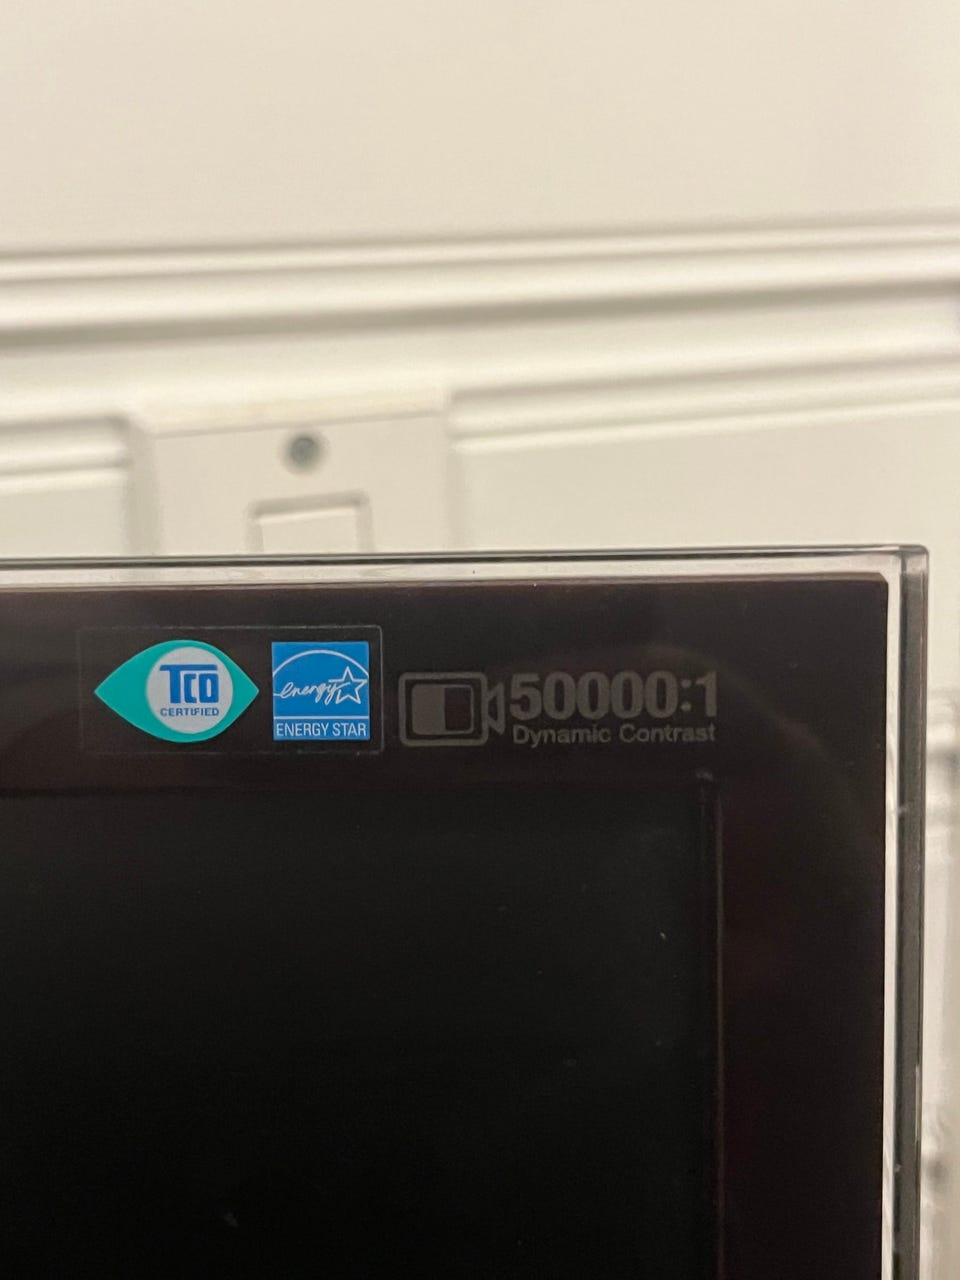 TCO
CERTIFIED
energy
ENERGY STAR
50000:1
Dynamic Contrast